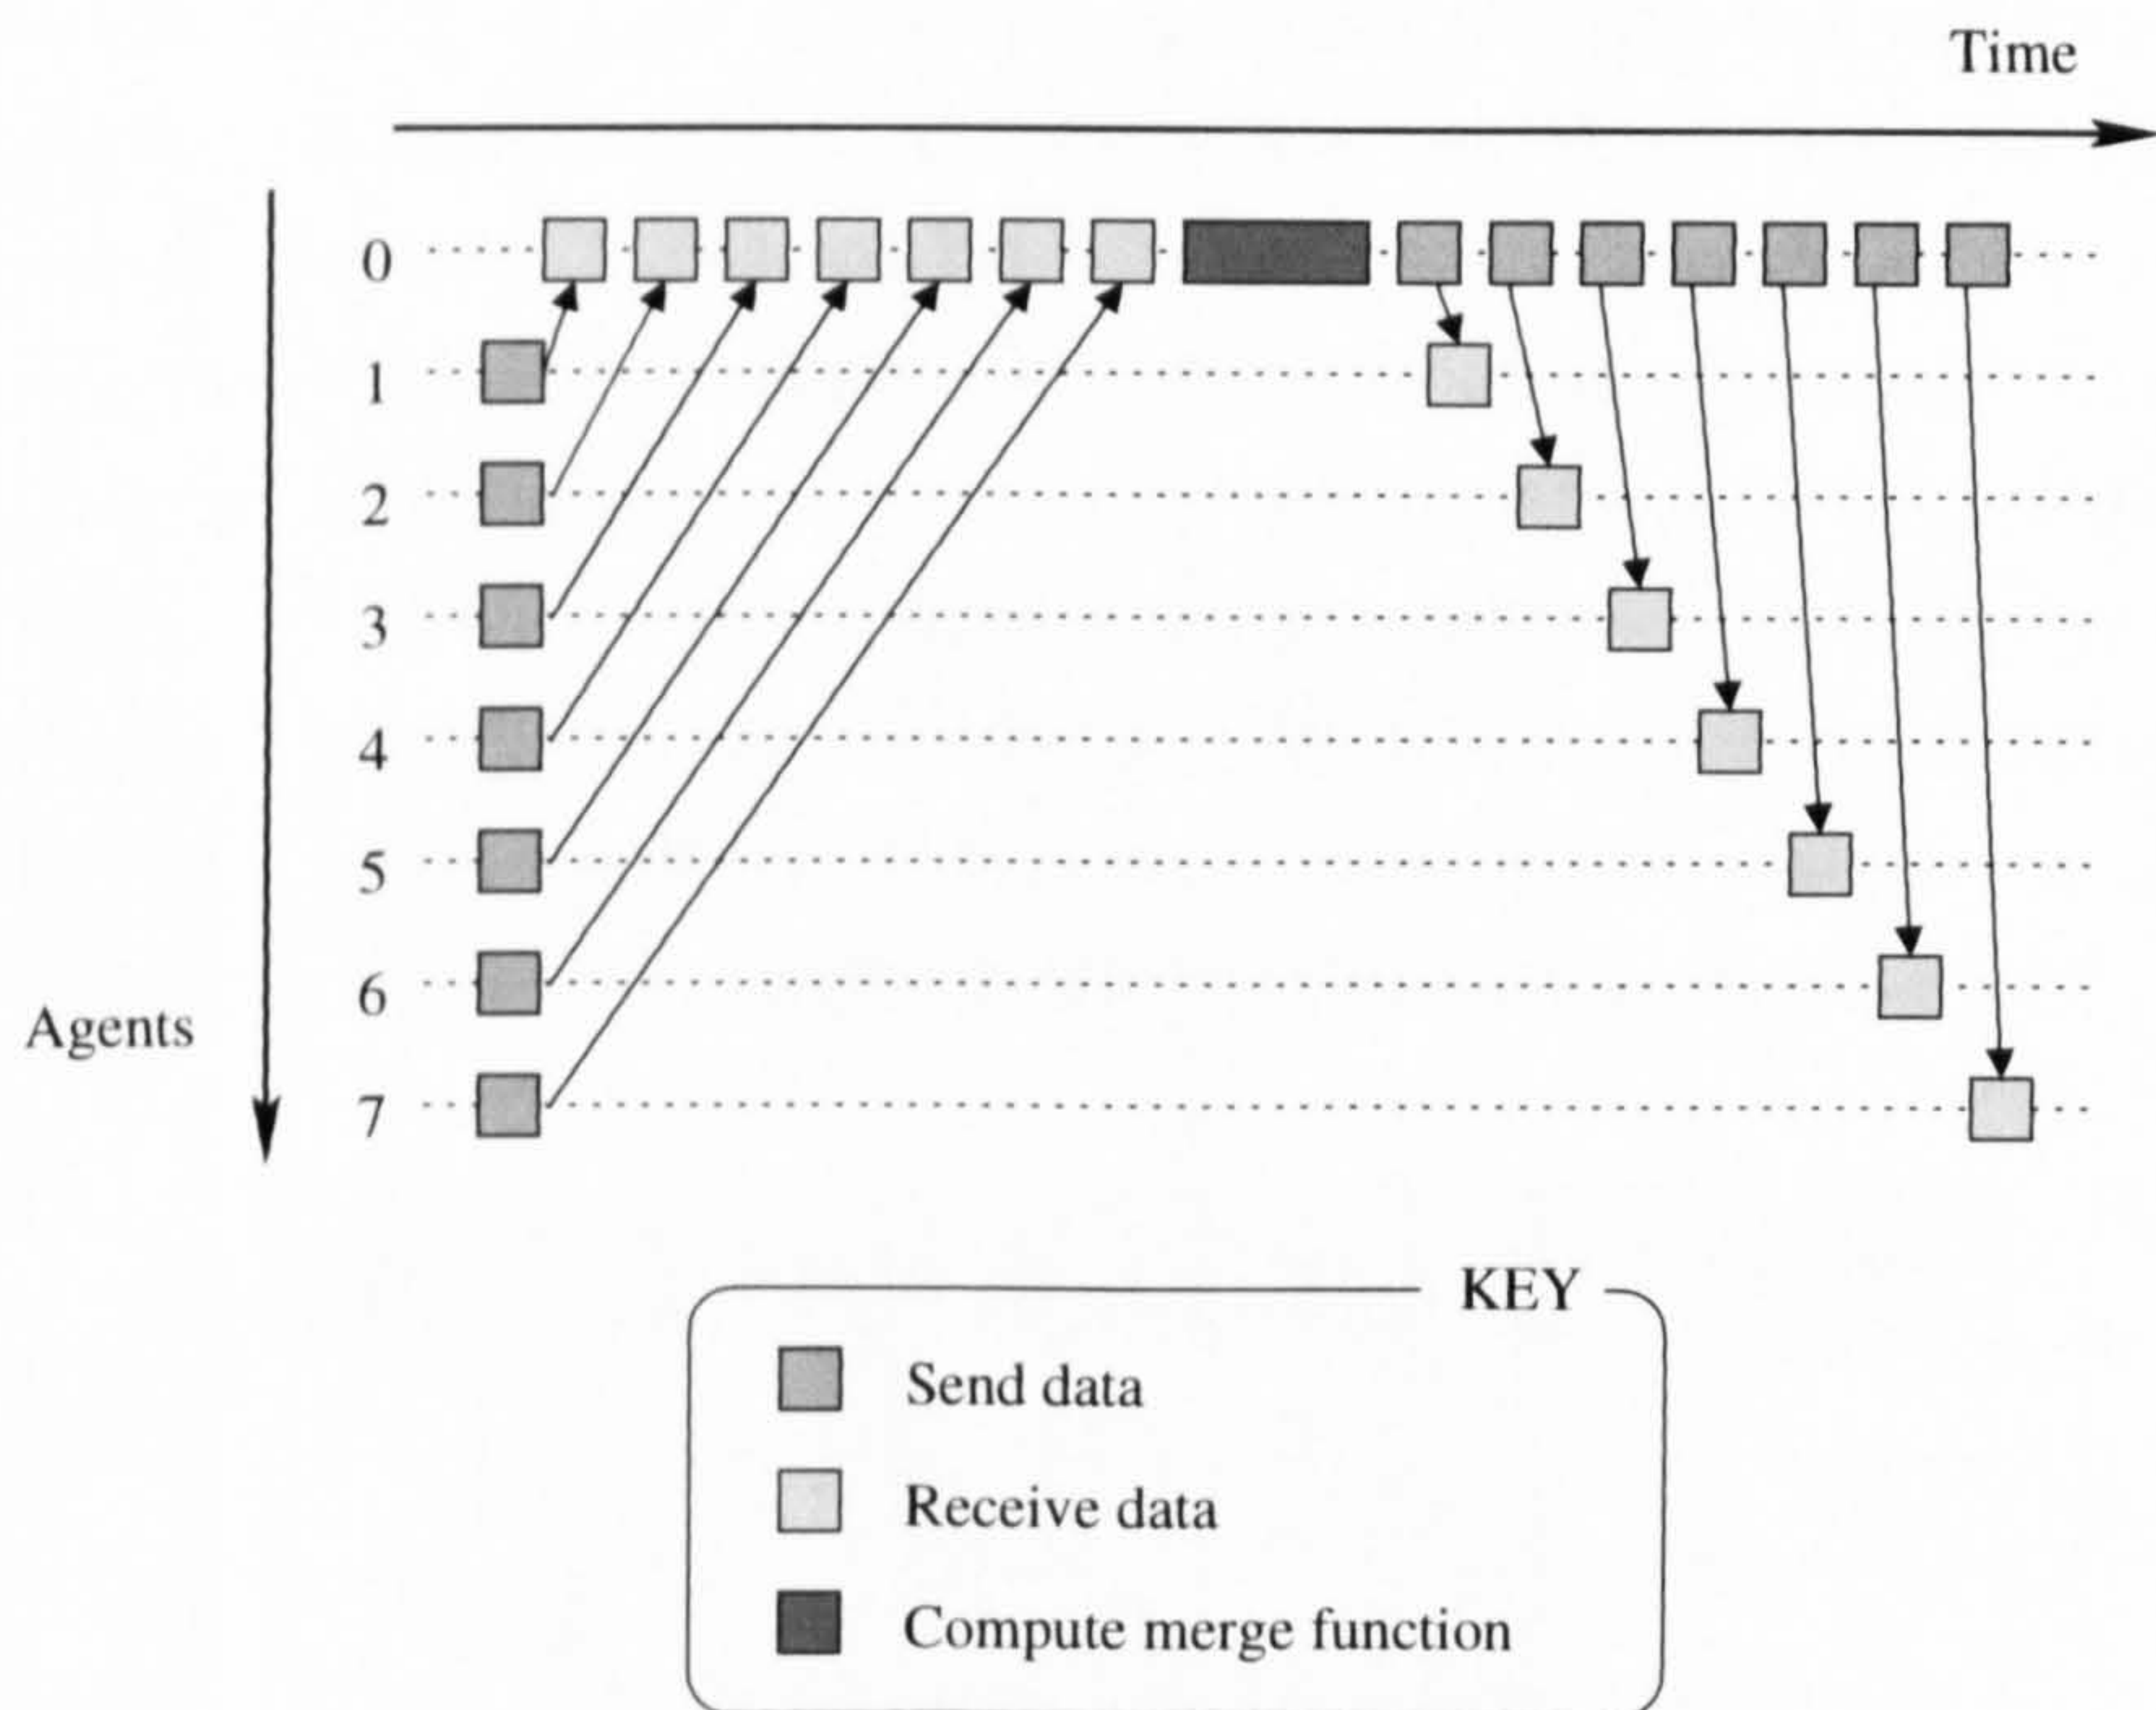 Time
0
1
2
3
4
5
6
Agents
7
KEY
Send data
Receive data
Compute merge function